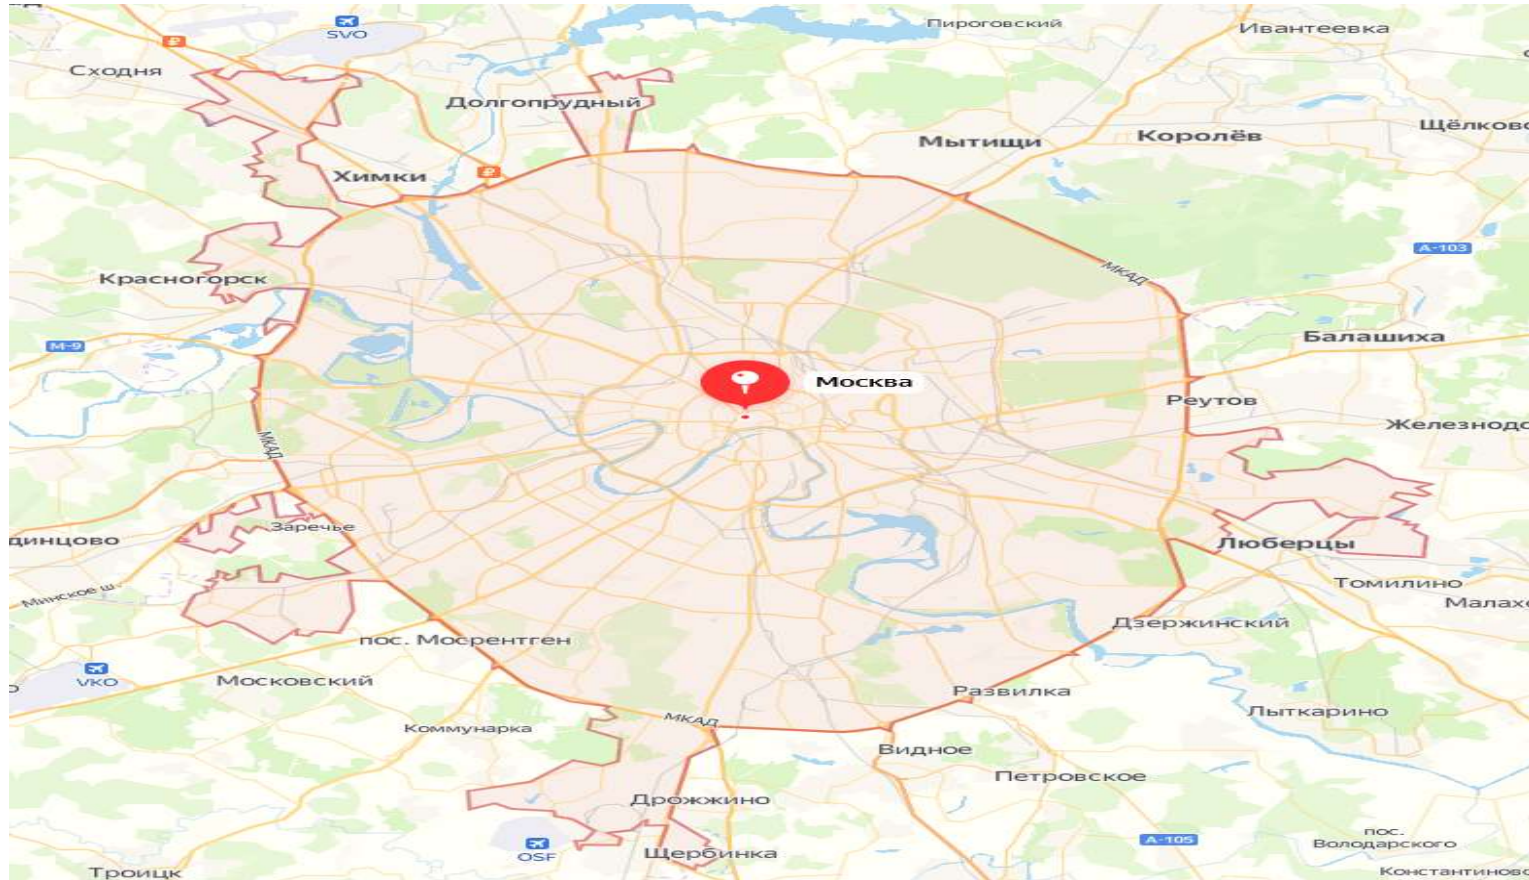 SVO
Пироговский
Ивантеевка
Сходня
Долгопрудный
Мытищи
Королёв
Щёлково
Химки
А-103
Красногорск
МКАД
М-9
Балашиха
Москва
Реутов
Железнодо
МКАД
Заречье
динцово
Люберцы
Минское ш.
Томилино
Малахо
Дзержинский
пос. Мосрентген
VKO
Московский
Развилка
Лыткарино
МКАД
Коммунарка
Видное
Петровское
Дрожжино
А-105
пос.
Володарского
OSF
Щербинка
Троицк
Константиново